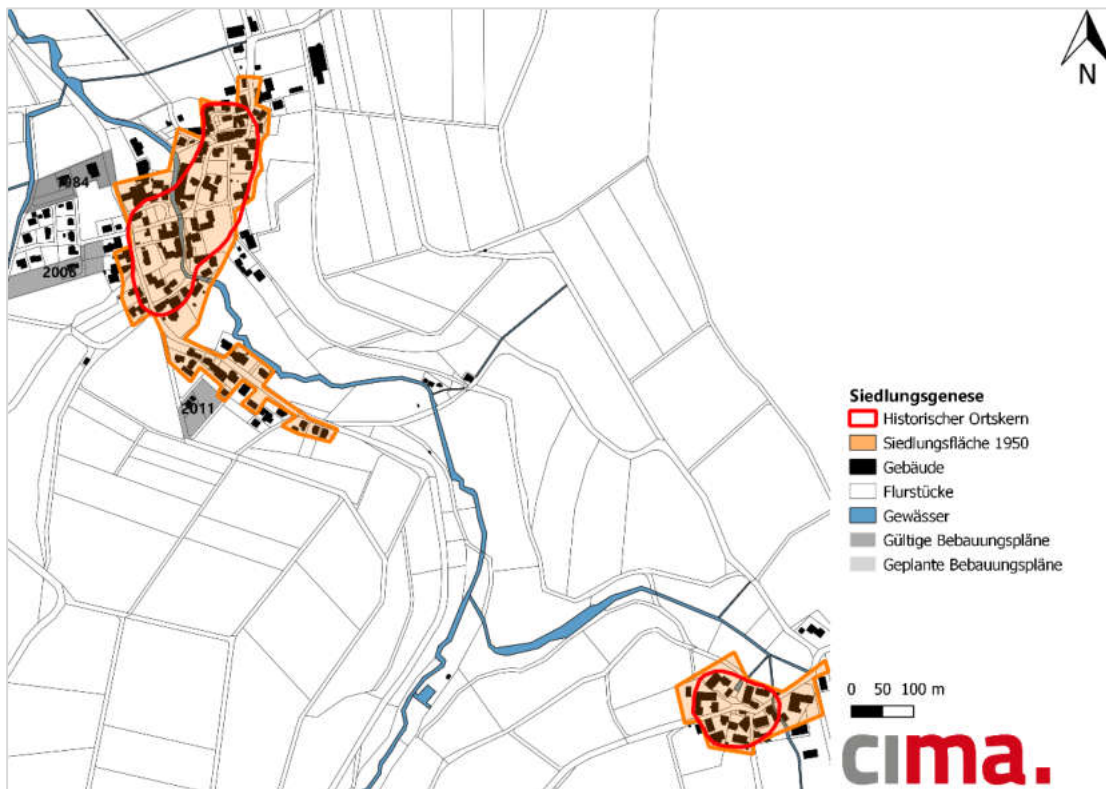 N
1984
2006
2011
Siedlungsgenese
Historischer Ortskern
Siedlungsfläche 1950
Gebäude
Flurstücke
Gewässer
Gültige Bebauungspläne
Geplante Bebauungspläne
0 50 100 m
cima.